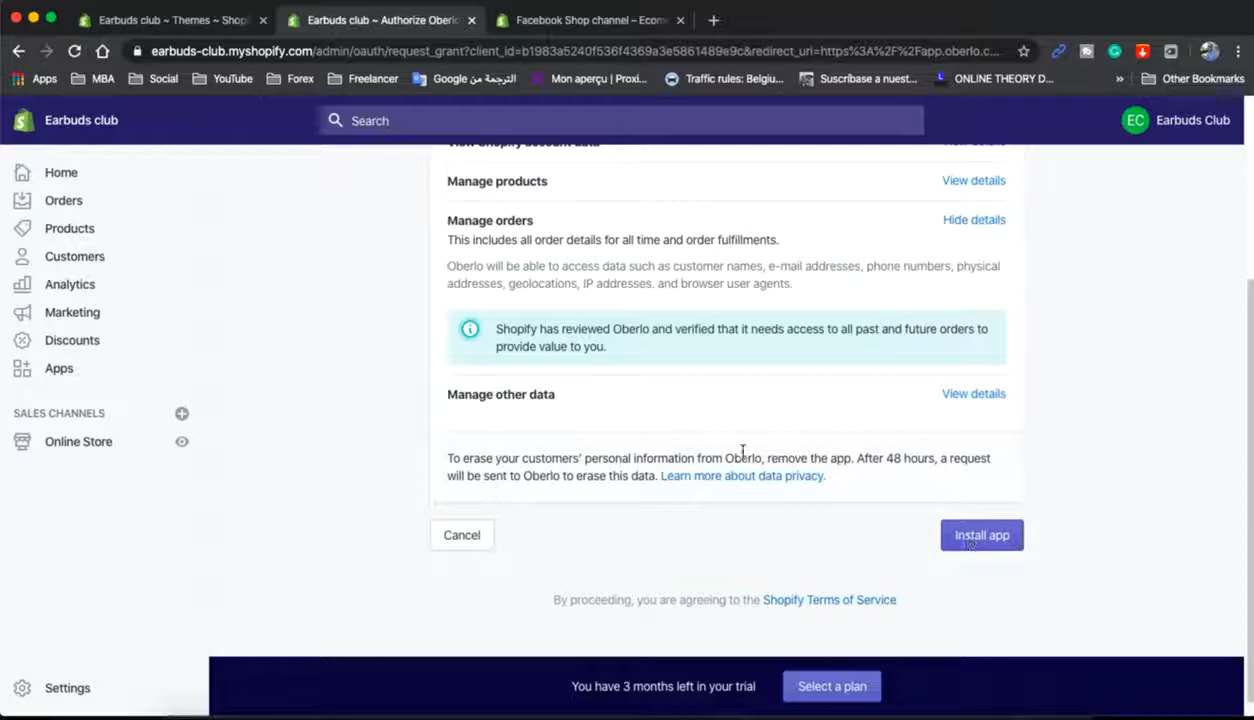 Earbuds club ~ Themes ~ Shopi
Earbuds club ~ Authorize Oberlo
Facebook Shop channel – Ecom
earbuds-club.myshopify.com/admin/oauth/request_grant?client_id=b1983a5240f536f4369a3e5861489e9c&redirect_uri=https%3A%2F%2Fapp.oberlo.c...
Apps MBA Social YouTube Forex Freelancer الترجمة من Google Mon aperçu | Proxi... Traffic rules: Belgiu... Suscríbase a nuest... ONLINE THEORY D... » Other Bookmarks
Earbuds club
Search
EC Earbuds Club
Home
Orders
Products
Customers
Analytics
Marketing
Discounts
Apps
SALES CHANNELS
Online Store
Settings
View Shopify account data
View details
Manage products
View details
Manage orders
Hide details
This includes all order details for all time and order fulfillments.
Oberlo will be able to access data such as customer names, e-mail addresses, phone numbers, physical
addresses, geolocations, IP addresses. and browser user agents.
Shopify has reviewed Oberlo and verified that it needs access to all past and future orders to
provide value to you.
Manage other data
View details
To erase your customers' personal information from Oberlo, remove the app. After 48 hours, a request
will be sent to Oberlo to erase this data. Learn more about data privacy.
Cancel
Install app
By proceeding, you are agreeing to the Shopify Terms of Service
You have 3 months left in your trial
Select a plan